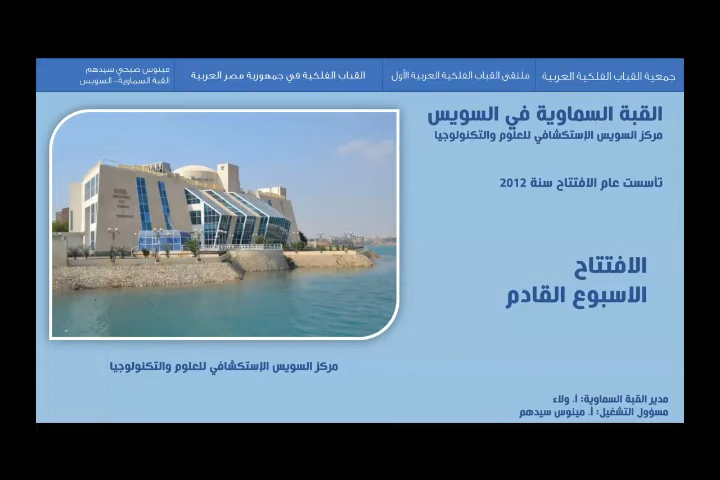 جمعية القباب الفلكية العربية
ملتقى القباب الفلكية العربية الأول
القباب الفلكية في جمهورية مصر العربية
مينوس صبحي سيدهم
القبة السماوية - السويس
القبة السماوية في السويس
مركز السويس الإستكشافي للعلوم والتكنولوجيا
تأسست عام الافتتاح سنة 2012
الافتتاح
الاسبوع القادم
مركز السويس الإستكشافي للعلوم والتكنولوجيا
مدير القبة السماوية: أ. ولاء
مسؤول التشغيل: أ. مينوس سيدهم